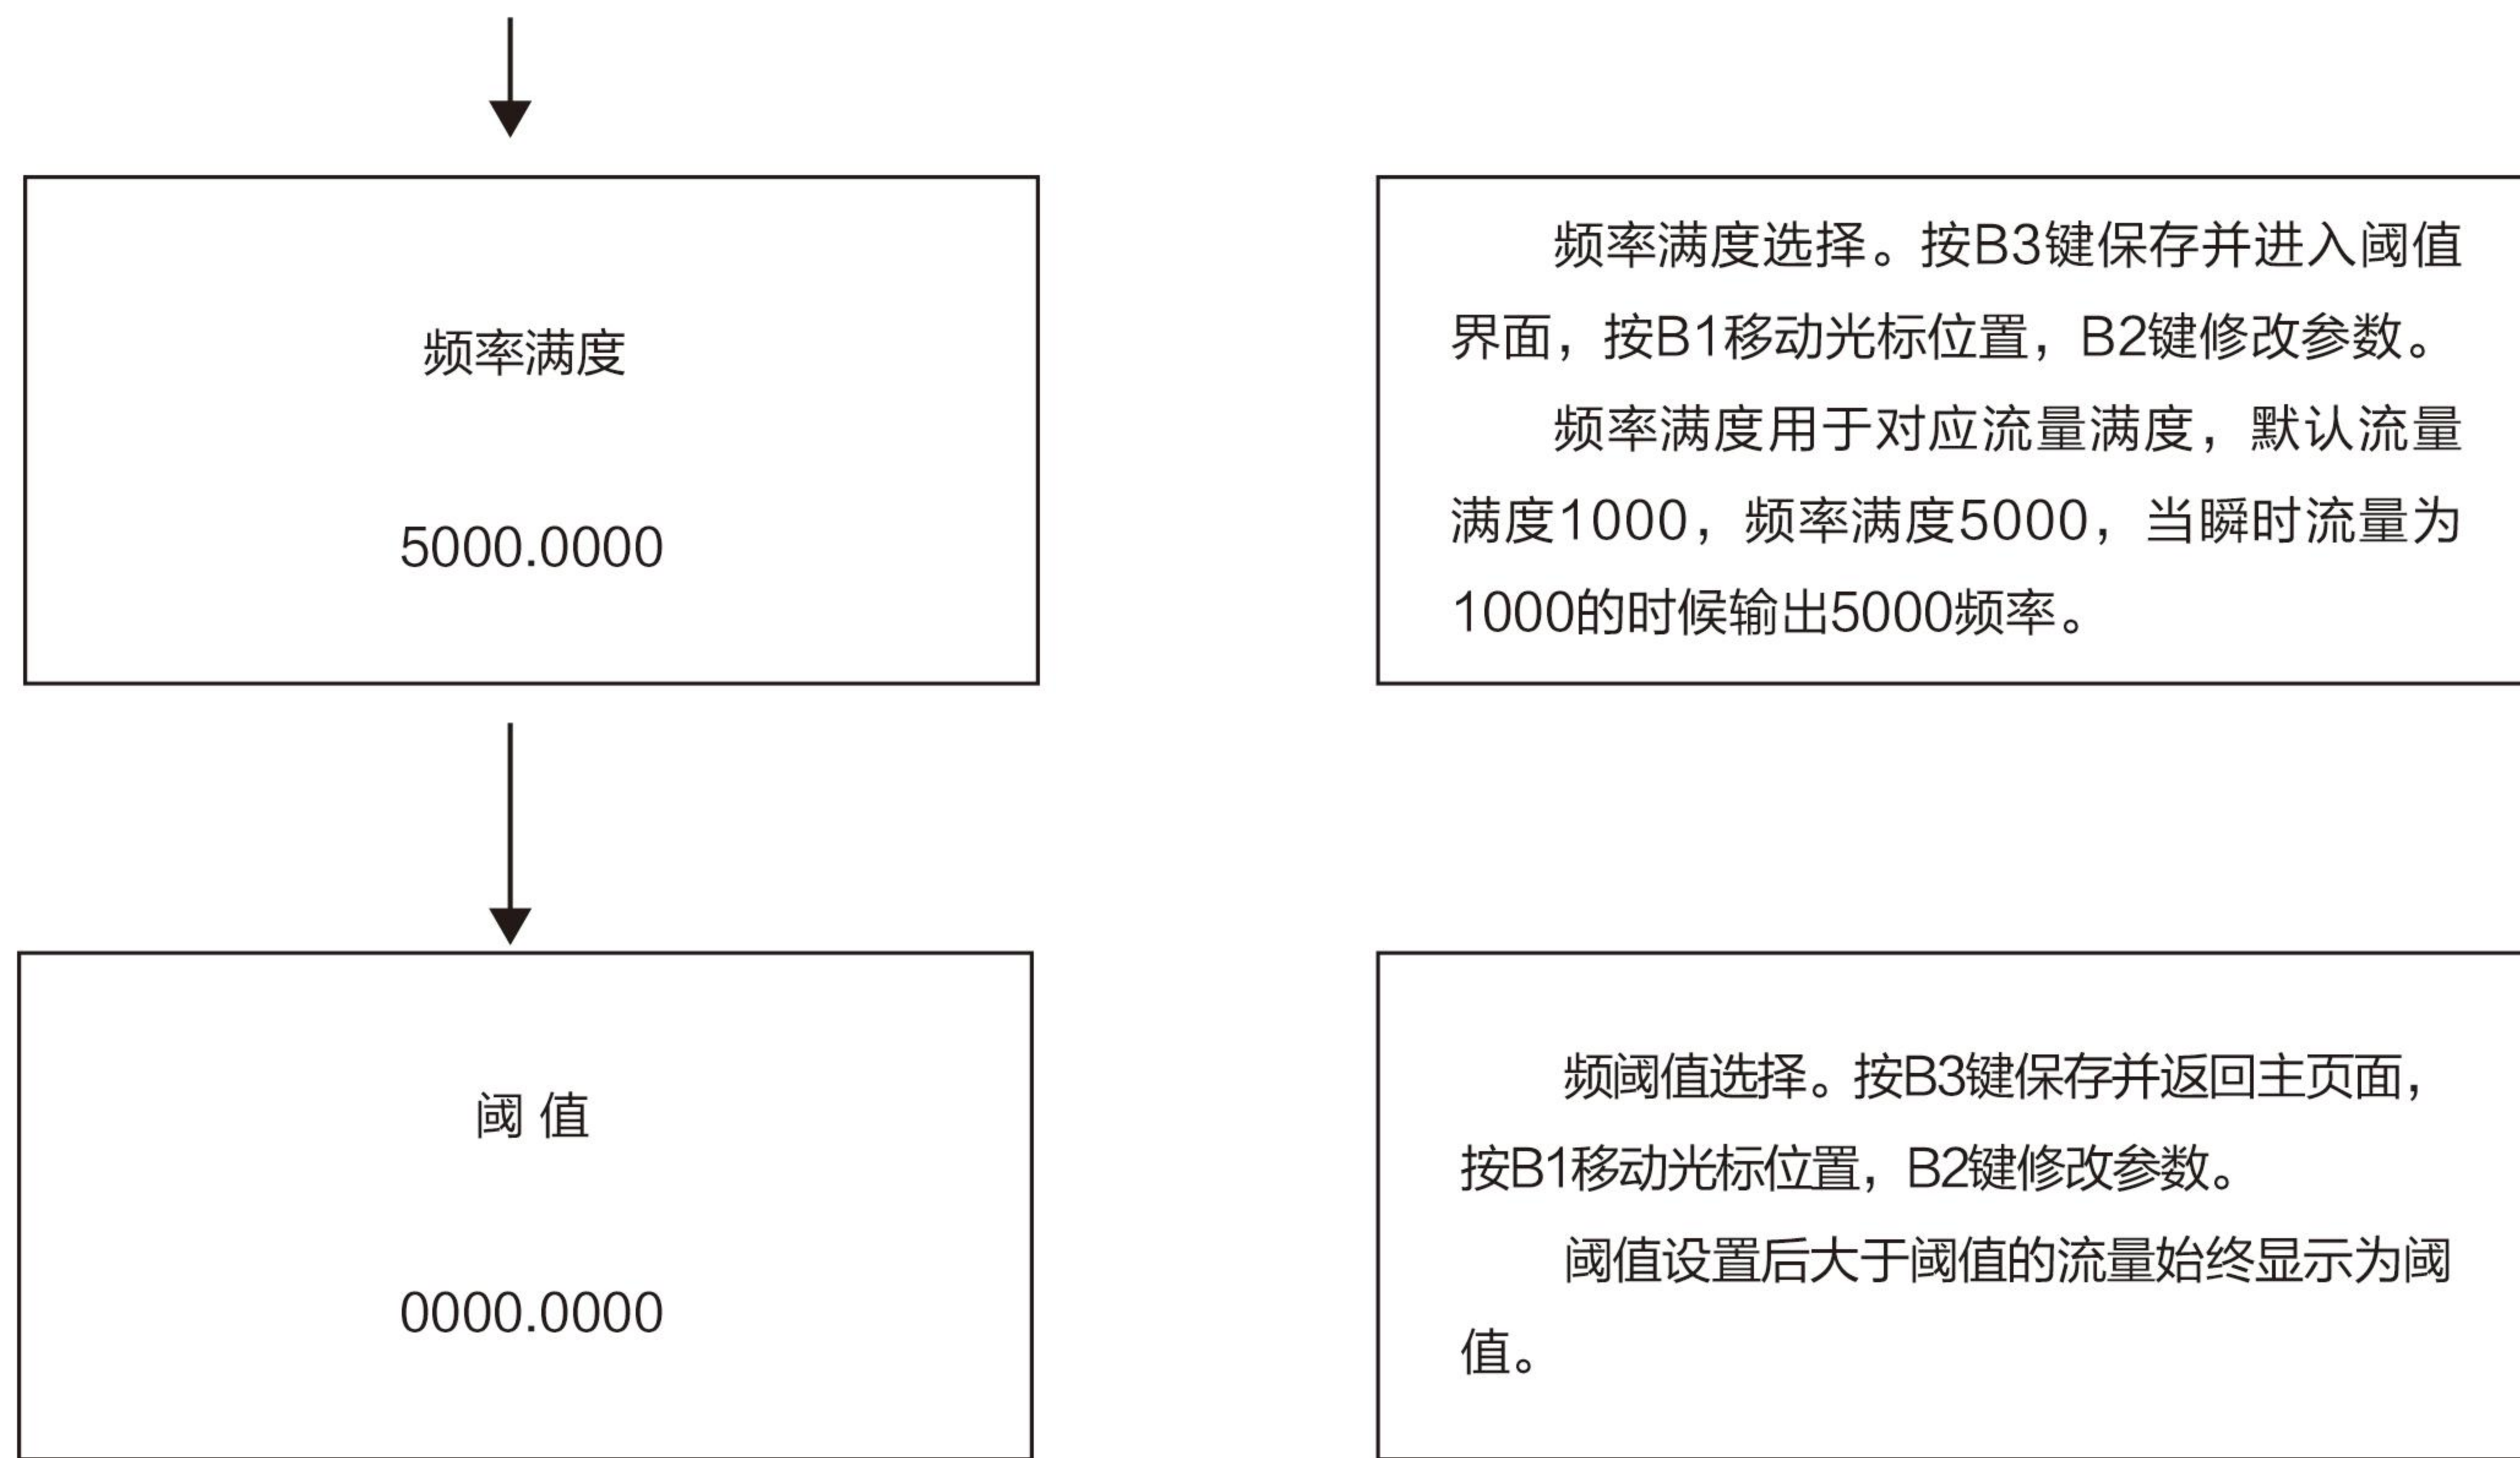 频率满度
5000.0000
频率满度选择。按B3键保存并进入阈值
界面，按B1移动光标位置，B2键修改参数。
频率满度用于对应流量满度，默认流量
满度1000，频率满度5000，当瞬时流量为
1000的时候输出5000频率。
阈 值
0000.0000
频阈值选择。按B3键保存并返回主页面，
按B1移动光标位置，B2键修改参数。
阈值设置后大于阈值的流量始终显示为阈
值。